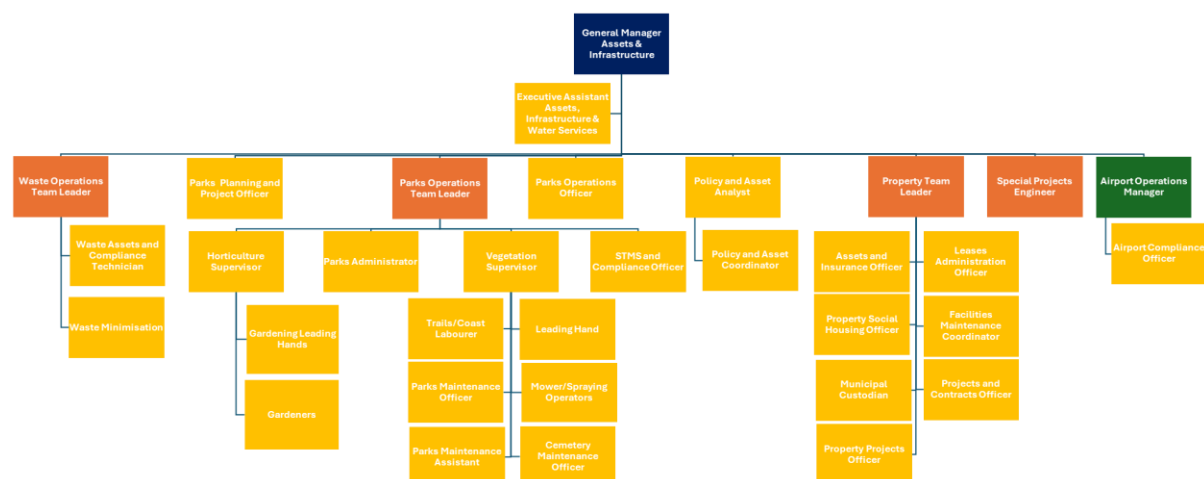 General Manager
Assets &
Infrastructure
Executive Assistant
Assets,
Infrastructure &
Water Services
Waste Operations
Team Leader
Parks Planning and
Project Officer
Parks Operations
Team Leader
Parks Operations
Officer
Policy and Asset
Analyst
Property Team
Leader
Special Projects
Engineer
Airport Operations
Manager
Waste Assets and
Compliance
Technician
Horticulture
Supervisor
Parks Administrator
Vegetation
Supervisor
STMS and
Compliance Officer
Policy and Asset
Coordinator
Assets and
Insurance Officer
Leases
Administration
Officer
Airport Compliance
Officer
Waste Minimisation
Gardening Leading
Hands
Trails/Coast
Labourer
Leading Hand
Property Social
Housing Officer
Facilities
Maintenance
Coordinator
Gardeners
Parks Maintenance
Officer
Mower/Spraying
Operators
Municipal
Custodian
Projects and
Contracts Officer
Parks Maintenance
Assistant
Cemetery
Maintenance
Officer
Property Projects
Officer